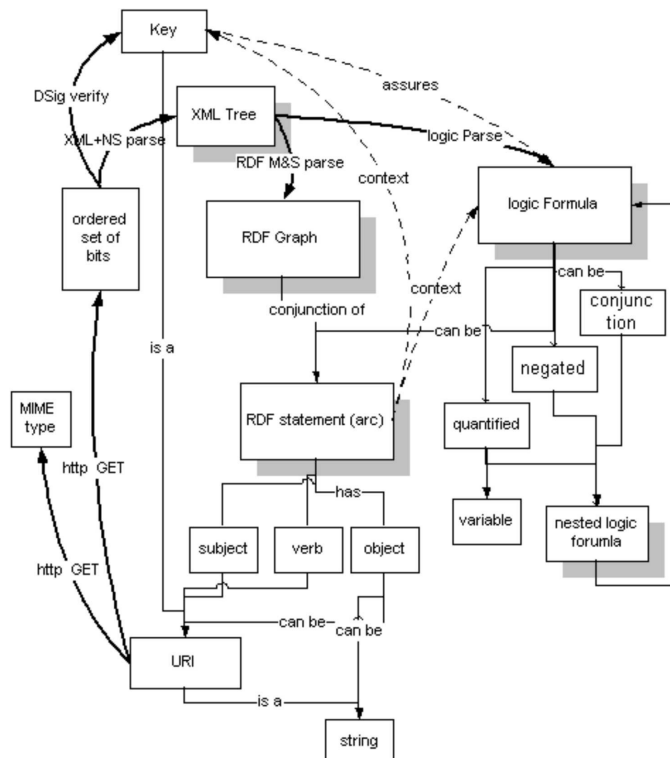 Key
DSig verify
assures
XML+NS parse
XML Tree
logic Parse
RDF M&S parse
context
ordered
set of
bits
logic Formula
RDF Graph
context
can be
conjunc
tion
conjunction of
is a
can be
negated
MIME
type
RDF statement (arc)
quantified
http GET
has
variable
nested logic
forumla
subject
verb
object
http GET
can be
can be
URI
is a
string